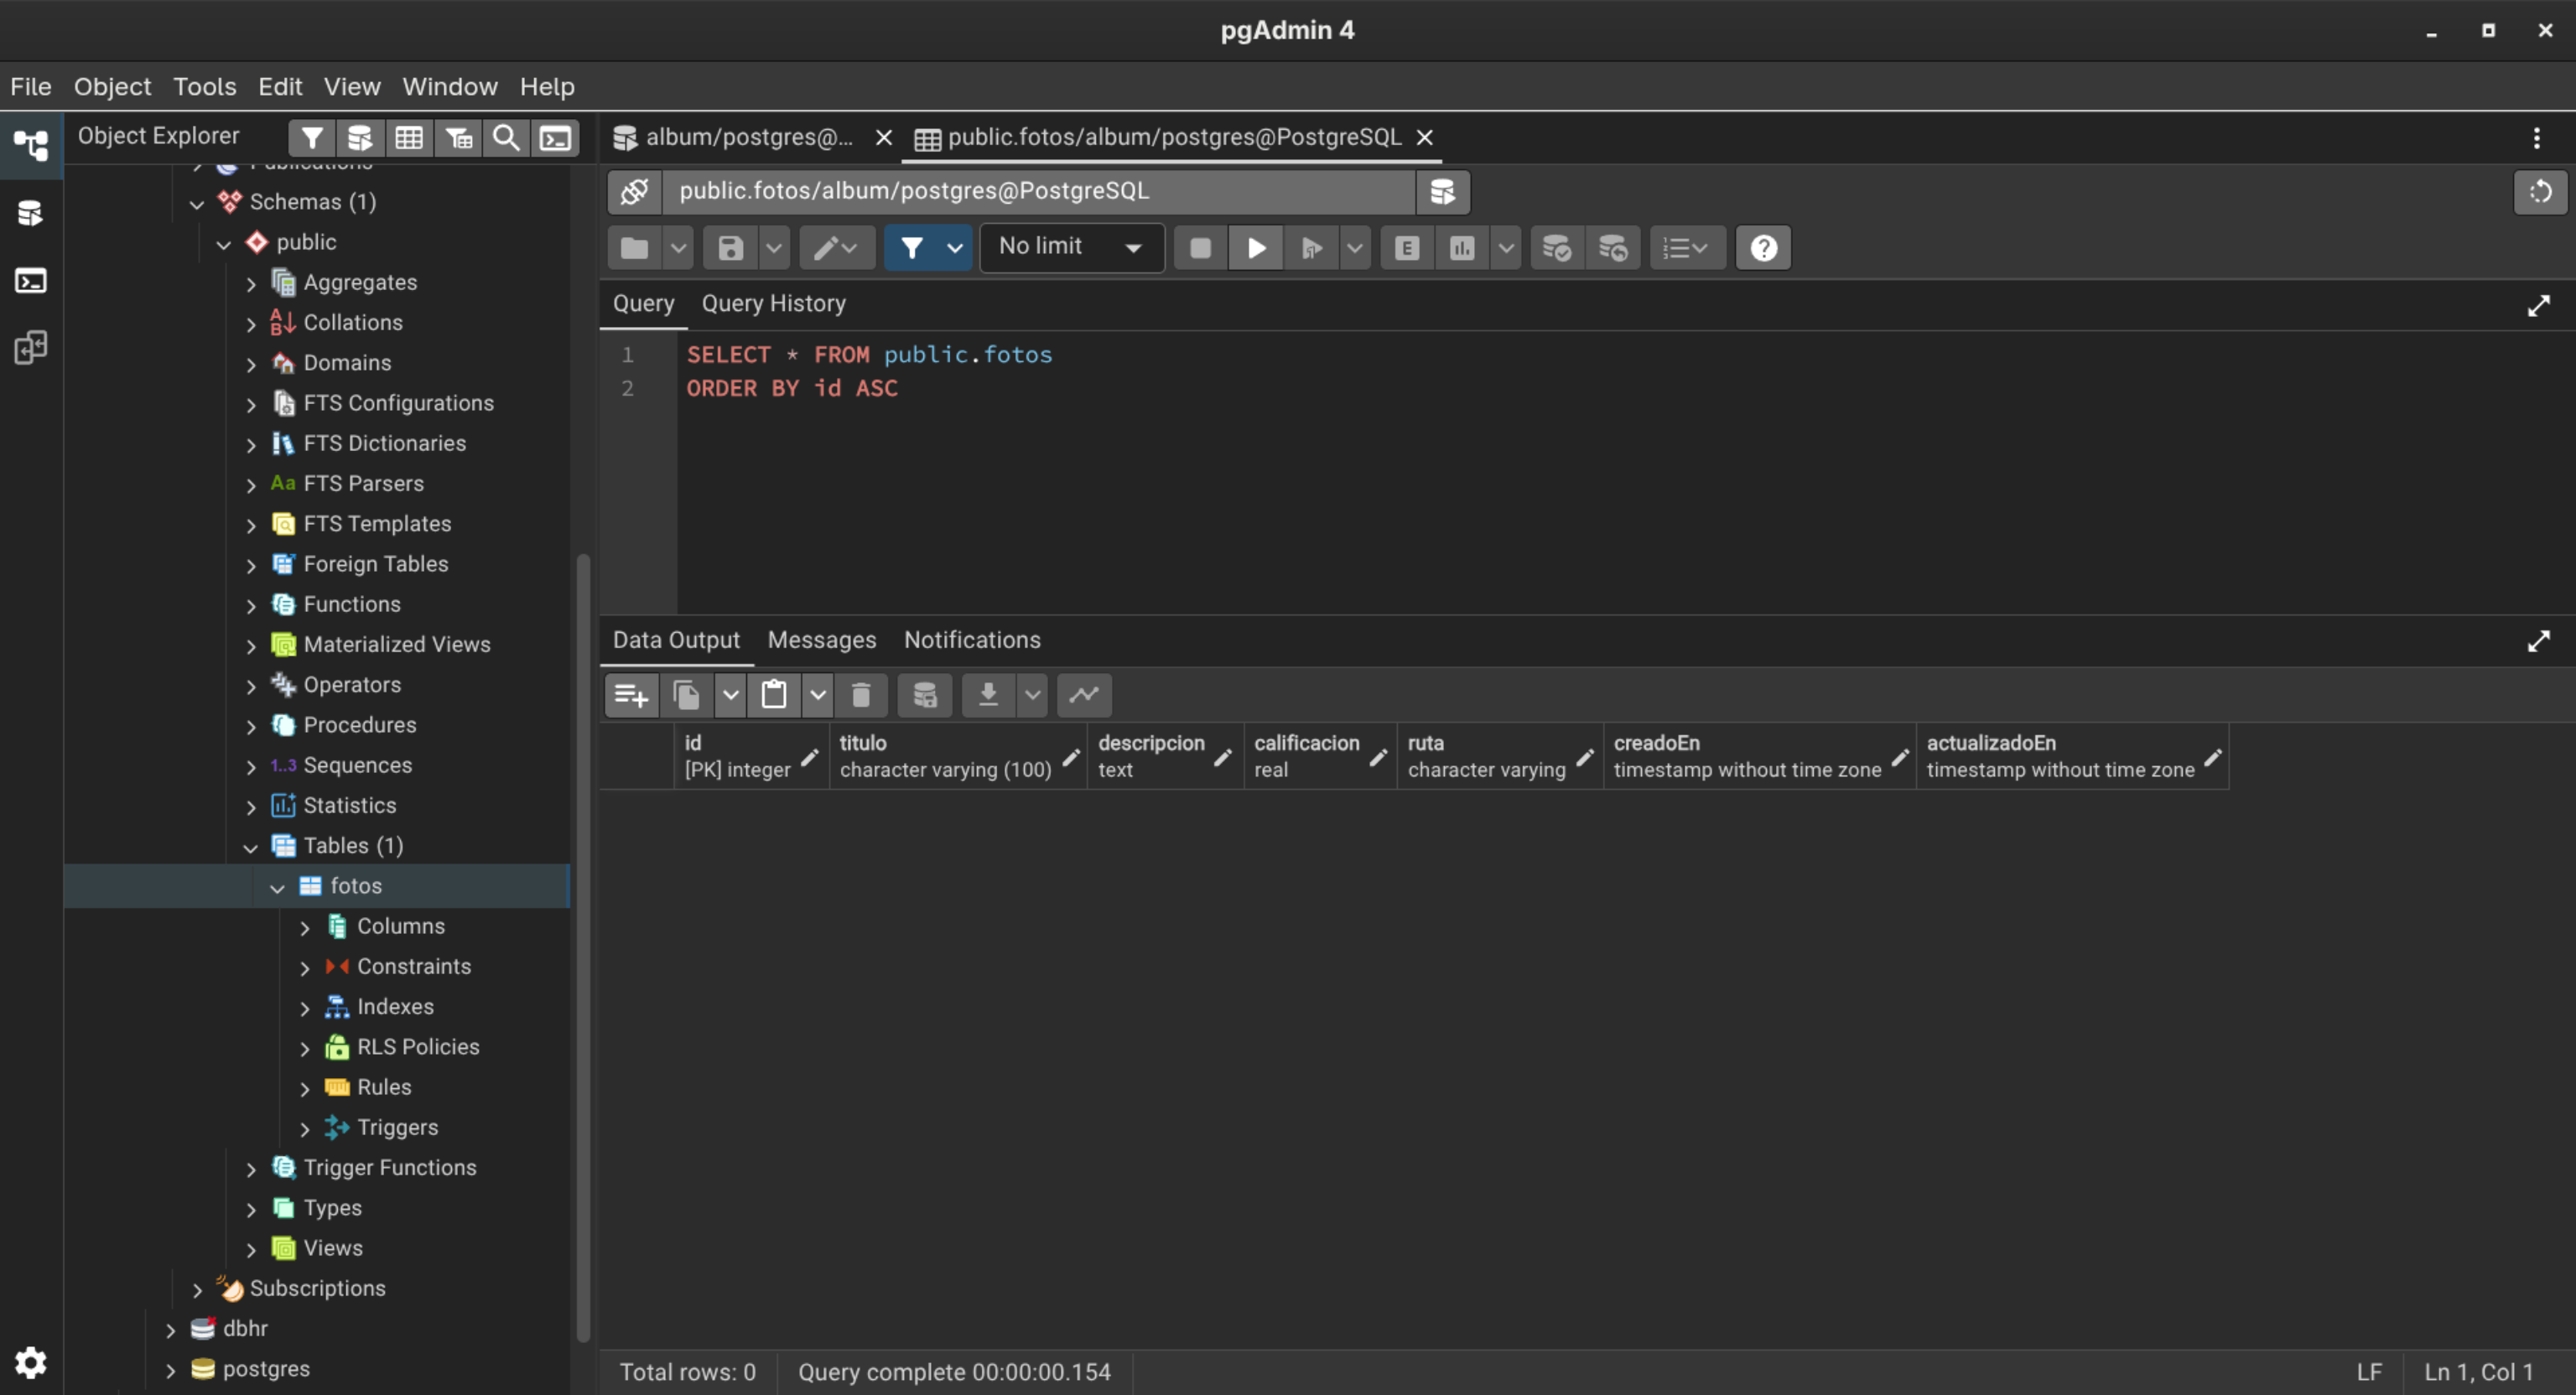 pgAdmin 4
File Object Tools Edit View Window Help
Object Explorer
Publications
Schemas (1)
public
Aggregates
Collations
Domains
FTS Configurations
FTS Dictionaries
Aa FTS Parsers
FTS Templates
Foreign Tables
Functions
Materialized Views
Operators
Procedures
1..3 Sequences
Statistics
Tables (1)
fotos
Columns
Constraints
Indexes
RLS Policies
Rules
Triggers
Trigger Functions
Types
Views
Subscriptions
dbhr
postgres
album/postgres@...
public.fotos/album/postgres@PostgreSQL
public.fotos/album/postgres@PostgreSQL
No limit
E
Query Query History
1 SELECT * FROM public.fotos
2 ORDER BY id ASC
Data Output Messages Notifications
id
[PK] integer
titulo
character varying (100)
descripcion
text
calificacion
real
ruta
character varying
creadoEn
timestamp without time zone
actualizadoEn
timestamp without time zone
Total rows: 0 Query complete 00:00:00.154 LF Ln 1, Col 1